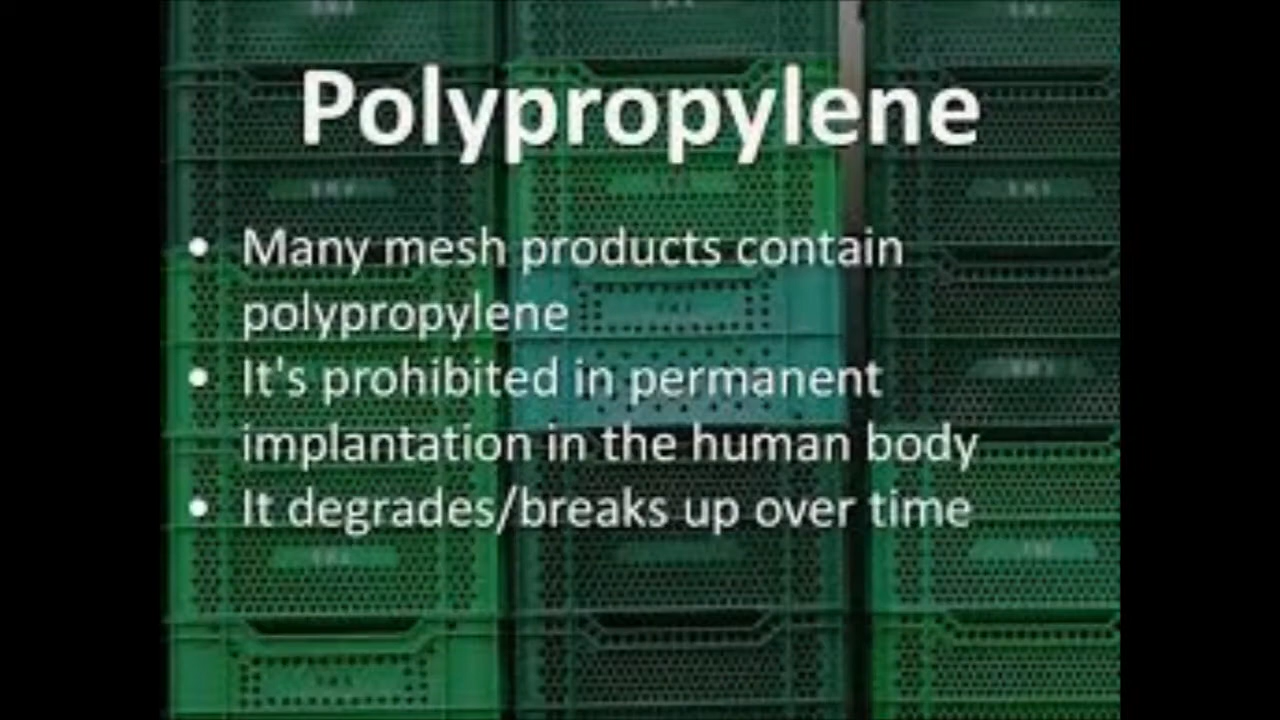 Polypropylene
• Many mesh products contain
polypropylene
• It's prohibited in permanent
implantation in the human body
• It degrades/breaks up over time